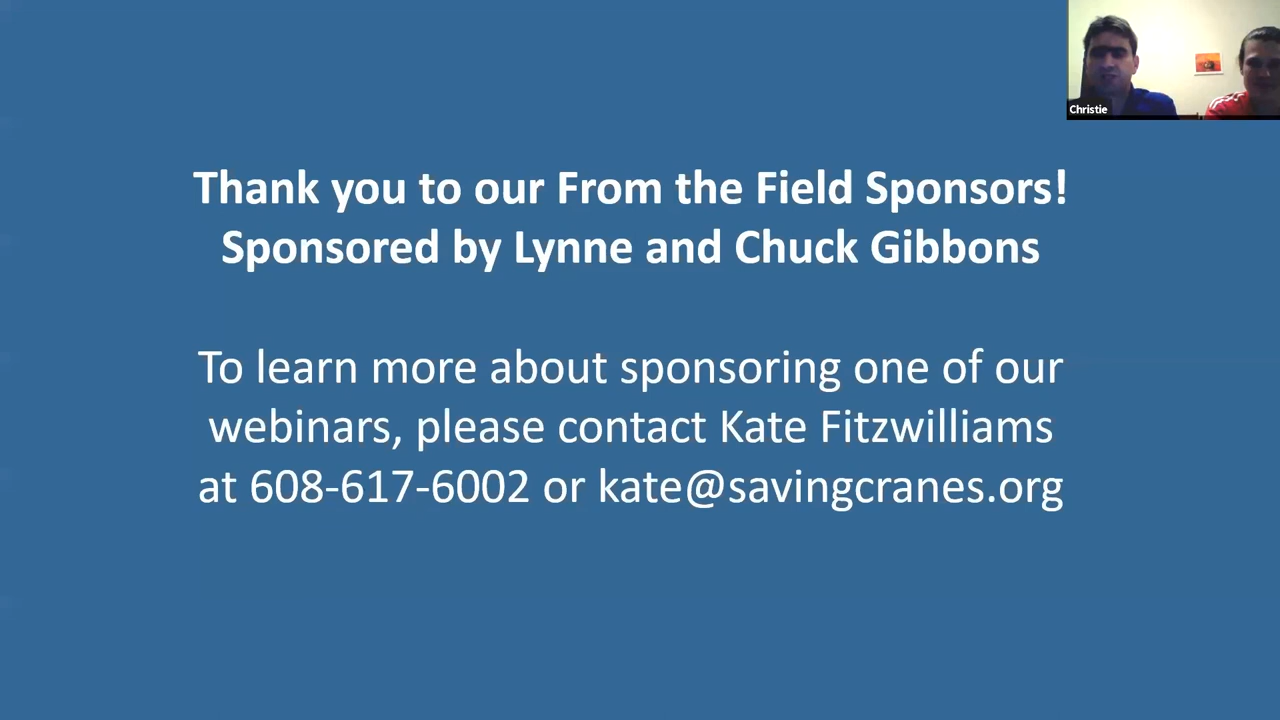 Christie
Thank you to our From the Field Sponsors!
Sponsored by Lynne and Chuck Gibbons
To learn more about sponsoring one of our
webinars, please contact Kate Fitzwilliams
at 608-617-6002 or kate@savingcranes.org